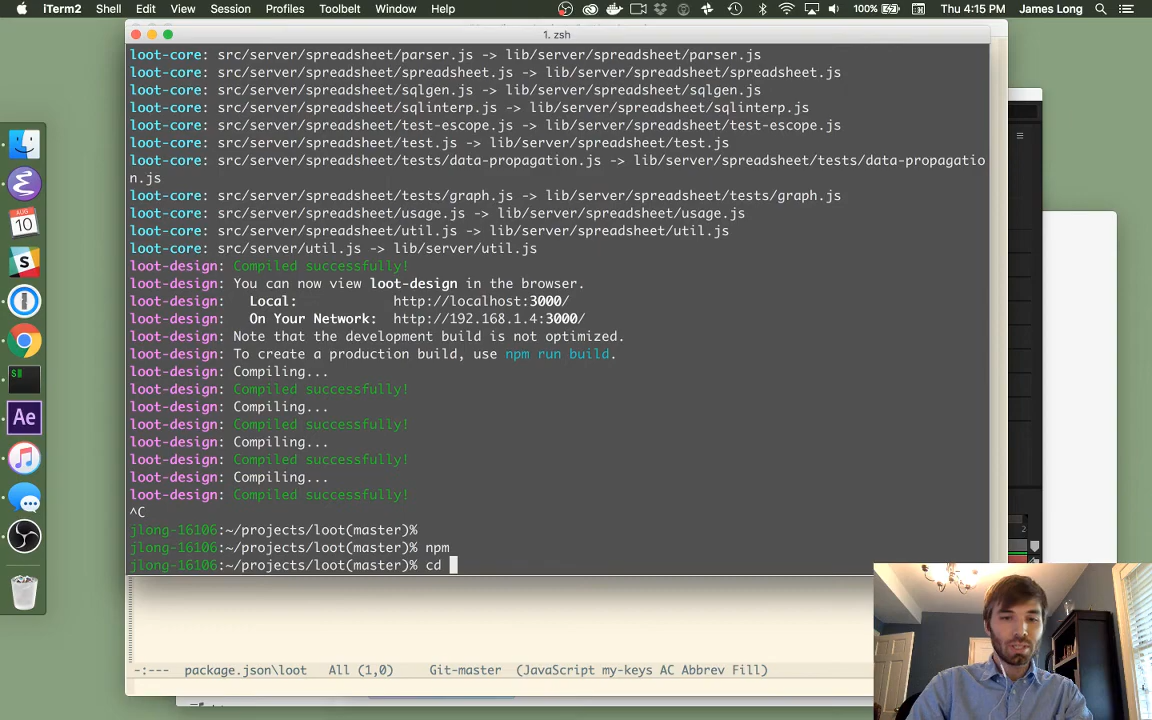 iTerm2 Shell Edit View Session Profiles Toolbelt Window Help 100% Thu 4:15 PM James Long
1. zsh
loot-core: src/server/spreadsheet/parser.js -> lib/server/spreadsheet/parser.js
loot-core: src/server/spreadsheet/spreadsheet.js -> lib/server/spreadsheet/spreadsheet.js
loot-core: src/server/spreadsheet/sqlgen.js -> lib/server/spreadsheet/sqlgen.js
loot-core: src/server/spreadsheet/sqlinterp.js -> lib/server/spreadsheet/sqlinterp.js
loot-core: src/server/spreadsheet/test-escope.js -> lib/server/spreadsheet/test-escope.js
loot-core: src/server/spreadsheet/test.js -> lib/server/spreadsheet/test.js
loot-core: src/server/spreadsheet/tests/data-propagation.js -> lib/server/spreadsheet/tests/data-propagatio
n.js
loot-core: src/server/spreadsheet/tests/graph.js -> lib/server/spreadsheet/tests/graph.js
loot-core: src/server/spreadsheet/usage.js -> lib/server/spreadsheet/usage.js
loot-core: src/server/spreadsheet/util.js -> lib/server/spreadsheet/util.js
loot-core: src/server/util.js -> lib/server/util.js
loot-design: Compiled successfully!
loot-design: You can now view loot-design in the browser.
loot-design: Local: http://localhost:3000/
loot-design: On Your Network: http://192.168.1.4:3000/
loot-design: Note that the development build is not optimized.
loot-design: To create a production build, use npm run build.
loot-design: Compiling...
loot-design: Compiled successfully!
loot-design: Compiling...
loot-design: Compiled successfully!
loot-design: Compiling...
loot-design: Compiled successfully!
loot-design: Compiling...
loot-design: Compiled successfully!
^C
jlong-16106:~/projects/loot(master)%
jlong-16106:~/projects/loot(master)% npm
jlong-16106:~/projects/loot(master)% cd
-:--- package.json\loot All (1,0) Git-master (JavaScript my-keys AC Abbrev Fill)
AUG
10
S
$
Ae
2